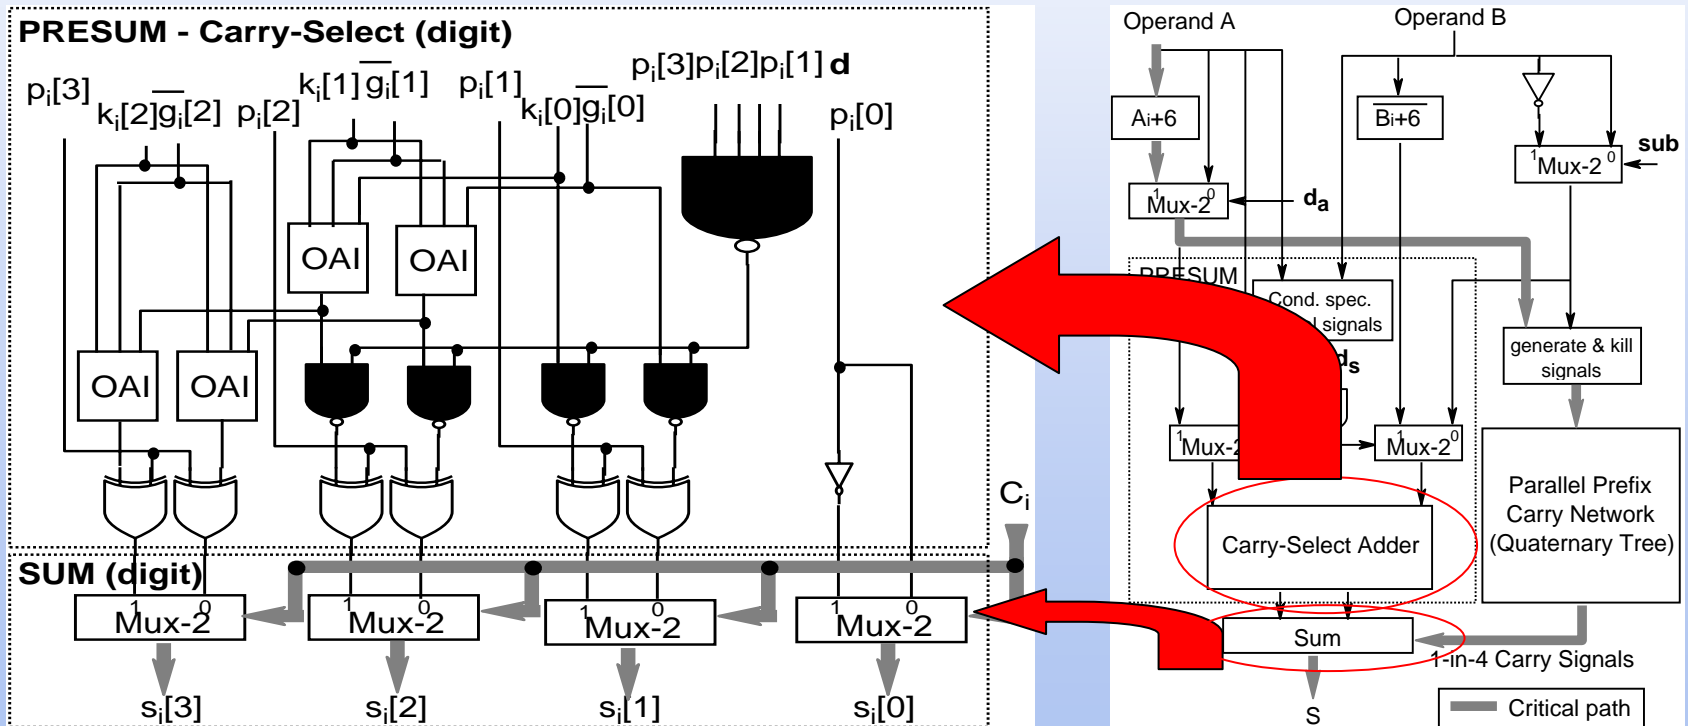 PRESUM - Carry-Select (digit)
pi[3]
ki[2] gi[2]
pi[2]
ki[1] gi[1]
pi[1]
ki[0] gi[0]
pi[3]pi[2]pi[1] d
pi[0]
OAI
OAI
OAI
OAI
Ci
SUM (digit)
1 0
Mux-2
1 0
Mux-2
1 0
Mux-2
1 0
Mux-2
si[3]
si[2]
si[1]
si[0]
Operand A
Operand B
Ai+6
Bi+6
1 Mux-2 0
sub
1 Mux-2 0
da
PRESUM
Cond. spec.
signals
ds
generate & kill
signals
1 Mux-2
1 Mux-2 0
Parallel Prefix
Carry Network
(Quaternary Tree)
Carry-Select Adder
Sum
1-in-4 Carry Signals
S
Critical path